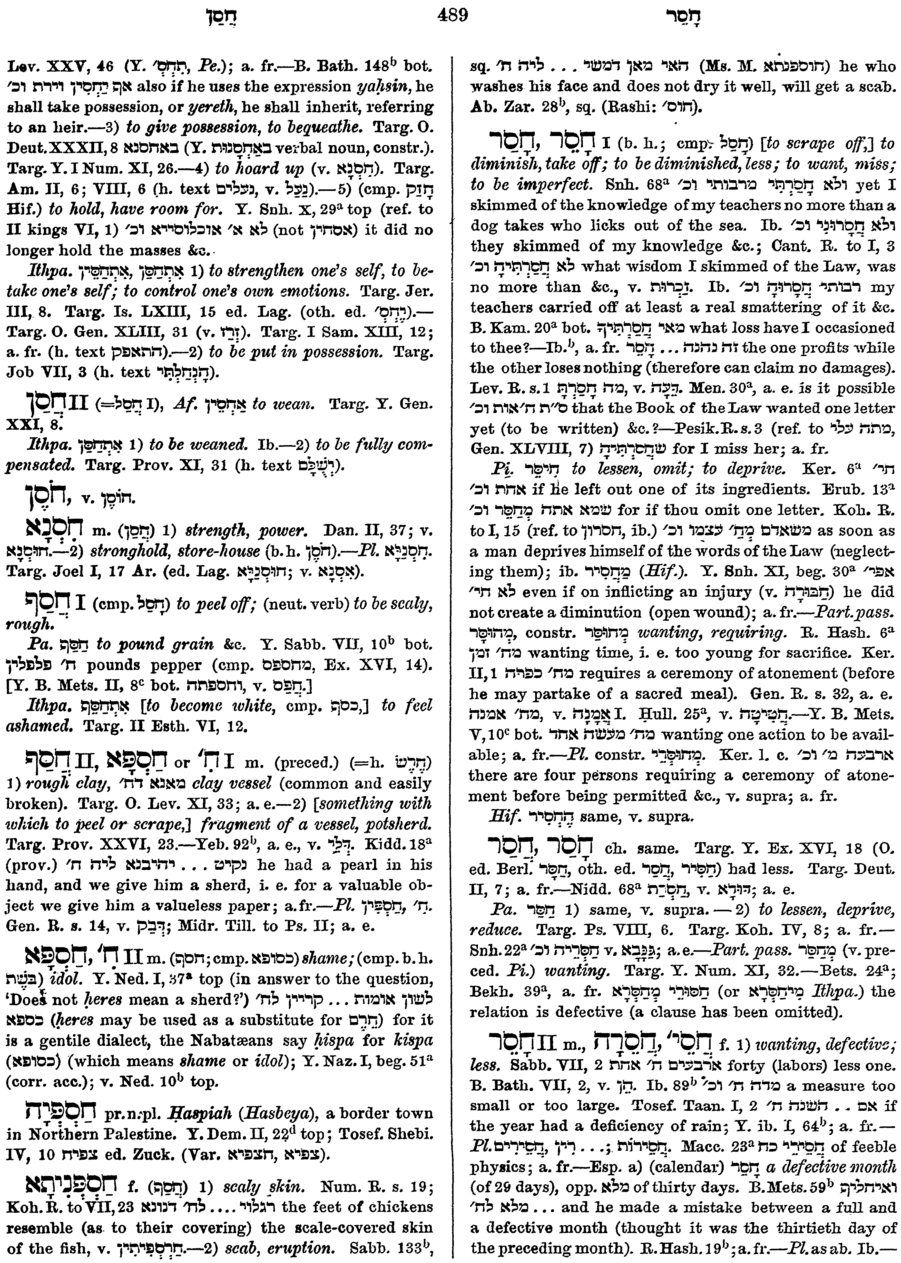 חֲסַן
489
חָסֵר
Lev. XXV, 46 (Y. תְּחַסְ׳, Pe.); a. fr.—B. Bath. 148ᵇ bot.
אף יַחְסִין וירית וכ׳ also if he uses the expression yaḥsin, he
shall take possession, or yereth, he shall inherit, referring
to an heir.—3) to give possession, to bequeathe. Targ. O.
Deut. XXXII, 8 באחסנא (Y. בְּאַחְסָנוּת verbal noun, constr.).
Targ. Y. I Num. XI, 26.—4) to hoard up (v. חִסְנָא). Targ.
Am. II, 6; VIII, 6 (h. text נעלים, v. נָעַל).—5) (cmp. חָזַק
Hif.) to hold, have room for. Y. Snh. X, 29ᵃ top (ref. to
II kings VI, 1) לא א׳ אוכלוסייא וכ׳ (not אסחין) it did no
longer hold the masses &c.
Ithpa. אִתְחַסַּן, אִתְחַסֵּין 1) to strengthen one's self, to be-
take one's self; to control one's own emotions. Targ. Jer.
III, 8. Targ. Is. LXIII, 15 ed. Lag. (oth. ed. יְחְסְ׳).—
Targ. O. Gen. XLIII, 31 (v. זְרַז). Targ. I Sam. XIII, 12;
a. fr. (h. text התאפק).—2) to be put in possession. Targ.
Job VII, 3 (h. text הָנְחַלְתִּי).
חֲסַן II (=חֲסַל I), Af. אַחְסִין to wean. Targ. Y. Gen.
XXI, 8.
Ithpa. אִתְחַסַּן 1) to be weaned. Ib.—2) to be fully com-
pensated. Targ. Prov. XI, 31 (h. text יְשֻׁלָּם).
חֹסֶן, v. חוֹסֶן.
חִסְנָא m. (חֲסַן) 1) strength, power. Dan. II, 37; v.
חוּסְנָא.—2) stronghold, store-house (b. h. חֹסֶן).—Pl. חִסְנַיָּא.
Targ. Joel I, 17 Ar. (ed. Lag. חוּסְנַיָּא; v. אַסְנָא).
חֲסַף I (cmp. חֲסַל) to peel off; (neut. verb) to be scaly,
rough.
Pa. חַסֵּף to pound grain &c. Y. Sabb. VII, 10ᵇ bot.
ח׳ פלפלין pounds pepper (cmp. מחספס, Ex. XVI, 14).
[Y. B. Mets. II, 8ᶜ bot. וחספתה, v. חֲפַס.]
Ithpa. אִתְחַסַּף [to become white, cmp. כסף,] to feel
ashamed. Targ. II Esth. VI, 12.
חֲסַף II, חַסְפָּא or חֲ׳ I m. (preced.) (=h. חֶרֶשׂ)
1) rough clay, מאנא דח׳ clay vessel (common and easily
broken). Targ. O. Lev. XI, 33; a. e.—2) [something with
which to peel or scrape,] fragment of a vessel, potsherd.
Targ. Prov. XXVI, 23.—Yeb. 92ᵇ, a. e., v. דְּלֵי. Kidd. 18ᵃ
(prov.) נקיט ... יהיבנא ליה ח׳ he had a pearl in his
hand, and we give him a sherd, i. e. for a valuable ob-
ject we give him a valueless paper; a. fr.—Pl. חַסְפִּין, ח׳.
Gen. R. s. 14, v. דְּבַק; Midr. Till. to Ps. II; a. e.
חַסְפָּא, ח׳ II m. (חסף; cmp. כסופא) shame; (cmp. b. h.
בֹּשֶׁת) idol. Y. Ned. I, 37ᵃ top (in answer to the question,
'Does not ḥeres mean a sherd?') לשון אומות ... קוריין לח׳
כספא (ḥeres may be used as a substitute for חֵרֶם) for it
is a gentile dialect, the Nabatæans say ḥispa for kispa
(כסופא) (which means shame or idol); Y. Naz. I, beg. 51ᵃ
(corr. acc.); v. Ned. 10ᵇ top.
חַסְפִּיָה pr. n. pl. Ḥaspiah (Hasbeya), a border town
in Northern Palestine. Y. Dem. II, 22ᵈ top; Tosef. Shebi.
IV, 10 צפיח ed. Zuck. (Var. חצפיא, צפיא).
חַסְפָּנִיתָא f. (חֲסַף) 1) scaly skin. Num. R. s. 19;
Koh. R. to VII, 23 רגלוי .... לח׳ דנונא the feet of chickens
resemble (as to their covering) the scale-covered skin
of the fish, v. חַרְסְפִּיתִין.—2) scab, eruption. Sabb. 133ᵇ,
sq. האי מאן דמשי ... ליה ח׳ (Ms. M. חוספנתא) he who
washes his face and does not dry it well, will get a scab.
Ab. Zar. 28ᵇ, sq. (Rashi: חוס׳).
חָסֵר, חָסַר I (b. h.; cmp. חֲסַל) [to scrape off,] to
diminish, take off; to be diminished, less; to want, miss;
to be imperfect. Snh. 68ᵃ ולא חִסַּרְתִּי מרבותי וכ׳ yet I
skimmed of the knowledge of my teachers no more than a
dog takes who licks out of the sea. Ib. ולא חִסְּרוּנִי וכ׳
they skimmed of my knowledge &c.; Cant. R. to I, 3
לא חֲסַרְתִּיהָ וכ׳ what wisdom I skimmed of the Law, was
no more than &c., v. זִכְרוּת. Ib. רבותי חִסְּרוּהָ וכ׳ my
teachers carried off at least a real smattering of it &c.
B. Kam. 20ᵃ bot. מאי חֲסַרְתִּיךָ what loss have I occasioned
to thee?—Ib.ᵇ, a. fr. זה נהנה ... חָסֵר the one profits while
the other loses nothing (therefore can claim no damages).
Lev. R. s. 1 מה חָסַרְתָּ, v. דֵּעָה. Men. 30ᵃ, a. e. is it possible
ס״ת ח׳ אות וכ׳ that the Book of the Law wanted one letter
yet (to be written) &c.?—Pesik. R. s. 3 (ref. to מתה עלי,
Gen. XLVIII, 7) שֶׁחֲסַרְתִּיהָ for I miss her; a. fr.
Pi. חִיסֵּר to lessen, omit; to deprive. Ker. 6ᵃ חי׳
אחת וכ׳ if he left out one of its ingredients. Erub. 13ᵃ
שמא אתה מְחַסֵּר וכ׳ for if thou omit one letter. Koh. R.
to I, 15 (ref. to חסרון, ib.) משאדם מְחַ׳ עצמו וכ׳ as soon as
a man deprives himself of the words of the Law (neglect-
ing them); ib. מַחֲסִיר (Hif.). Y. Snh. XI, beg. 30ᵃ אפי׳
לא חי׳ even if on inflicting an injury (v. חַבּוּרָה) he did
not create a diminution (open wound); a. fr.—Part. pass.
מְחוּסָּר, constr. מְחוּסַּר wanting, requiring. R. Hash. 6ᵃ
מח׳ זמן wanting time, i. e. too young for sacrifice. Ker.
II, 1 מח׳ כפרה requires a ceremony of atonement (before
he may partake of a sacred meal). Gen. R. s. 32, a. e.
מח׳ אמנה, v. אֲמָנָה I. Ḥull. 25ᵃ, v. חֲטִיטָה.—Y. B. Mets.
V, 10ᶜ bot. מח׳ מעשה אחד wanting one action to be avail-
able; a. fr.—Pl. constr. מְחוּסְּרֵי. Ker. l. c. ארבעה מ׳ וכ׳
there are four persons requiring a ceremony of atone-
ment before being permitted &c., v. supra; a. fr.
Hif. הֶחְסִיר same, v. supra.
חֲסֵר, חֲסַר ch. same. Targ. Y. Ex. XVI, 18 (O.
ed. Berl. חַסַּר, oth. ed. חֲסַר, חַסִּיר) had less. Targ. Deut.
II, 7; a. fr.—Nidd. 68ᵃ חֲסֵרַת, v. דּוּדָא; a. e.
Pa. חַסַּר 1) same, v. supra.—2) to lessen, deprive,
reduce. Targ. Ps. VIII, 6. Targ. Koh. IV, 8; a. fr.—
Snh. 22ᵃ חַסְּרֵיהּ וכ׳ v. גַּנָּבָא; a. e.—Part. pass. מְחַסַּר (v. pre-
ced. Pi.) wanting. Targ. Y. Num. XI, 32.—Bets. 24ᵃ;
Bekh. 39ᵃ, a. fr. חַסּוּרֵי מְחַסְּרָא (or מִיחַסְּרָא Ithpa.) the
relation is defective (a clause has been omitted).
חָסֵר II m., חֲסֵרָה, חֲסֵי׳ f. 1) wanting, defective;
less. Sabb. VII, 2 ארבעים ח׳ אחת forty (labors) less one.
B. Bath. VII, 2, v. הֵן. Ib. 89ᵇ מדה ח׳ וכ׳ a measure too
small or too large. Tosef. Taan. I, 2 אם .. השנה ח׳ if
the year had a deficiency of rain; Y. ib. I, 64ᵇ; a. fr.—
Pl. חֲסֵרִים, חֲסֵירִים, ...רִין; חֲסֵירוֹת. Macc. 23ᵃ חֲסֵירֵי כח of feeble
physics; a. fr.—Esp. a) (calendar) חָסֵר a defective month
(of 29 days), opp. מלא of thirty days. B. Mets. 59ᵇ ואיחליף
לח׳ מלא ... and he made a mistake between a full and
a defective month (thought it was the thirtieth day of
the preceding month). R. Hash. 19ᵇ; a. fr.—Pl. as ab. Ib.—